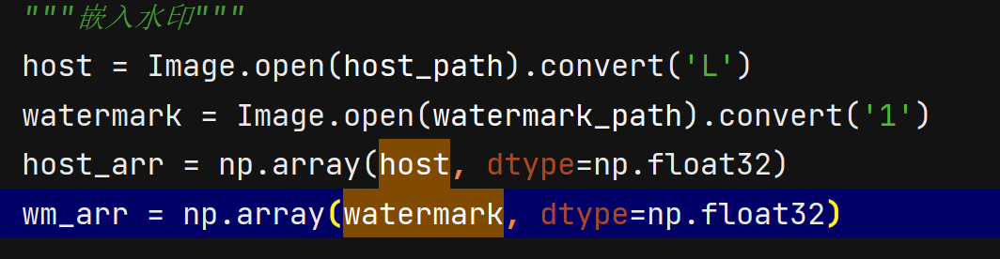 """嵌入水印"""
host = Image.open(host_path).convert('L')
watermark = Image.open(watermark_path).convert('1')
host_arr = np.array(host, dtype=np.float32)
wm_arr = np.array(watermark, dtype=np.float32)